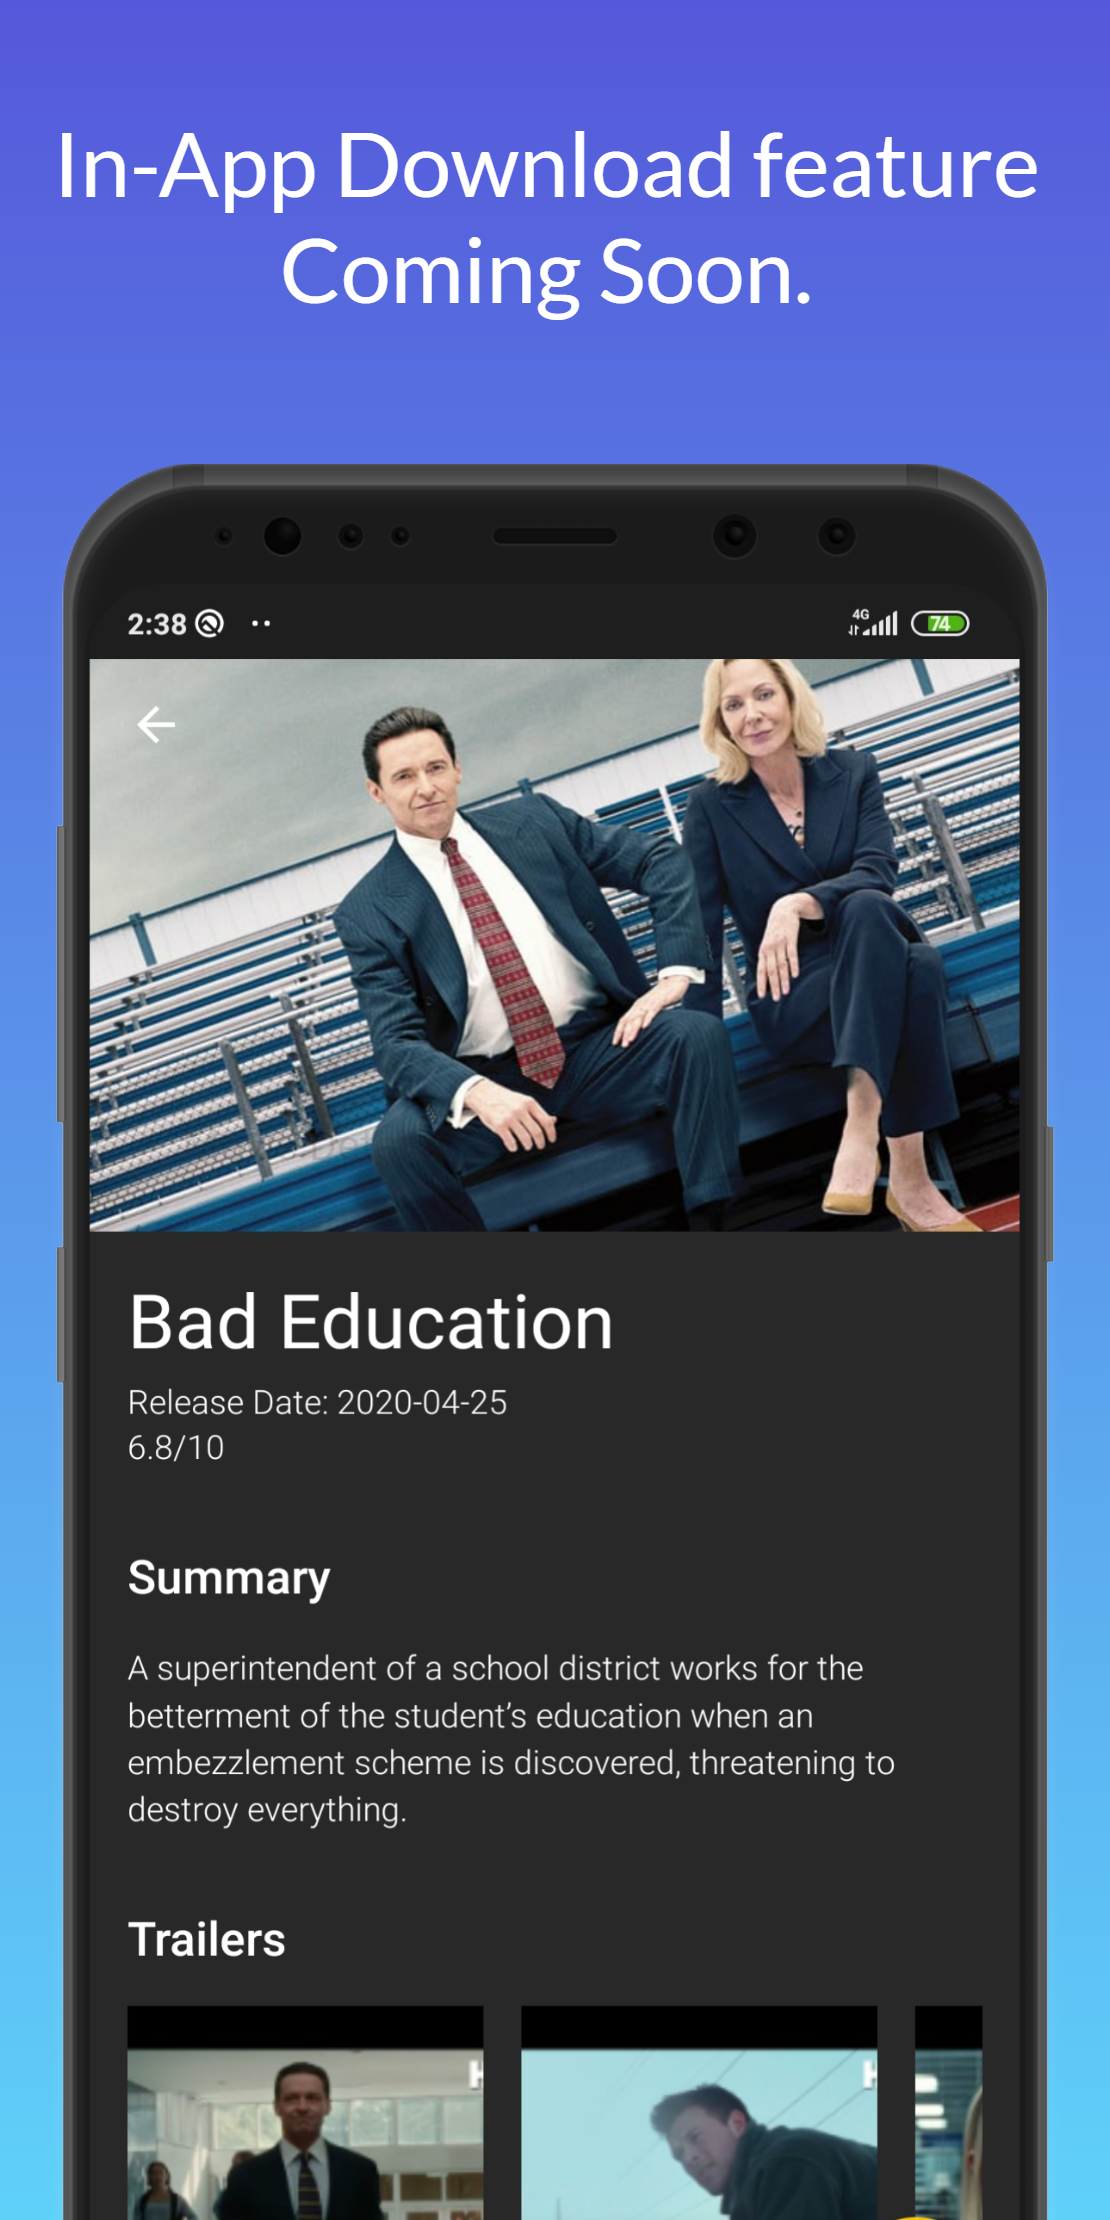 In-App Download feature
Coming Soon.
2:38
4G
74
Bad Education
Release Date: 2020-04-25
6.8/10
Summary
A superintendent of a school district works for the
betterment of the student’s education when an
embezzlement scheme is discovered, threatening to
destroy everything.
Trailers